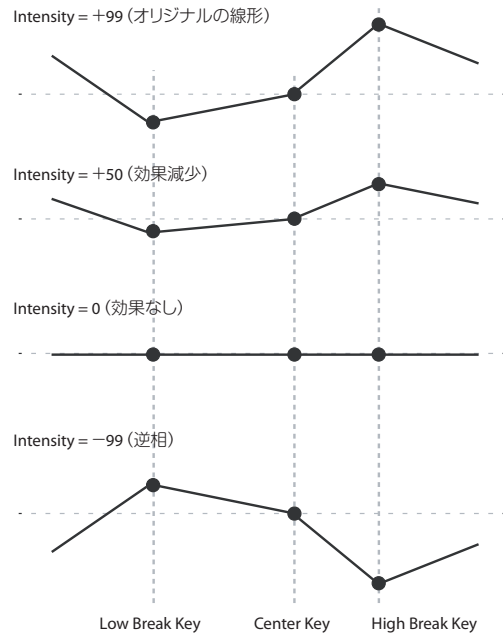 Intensity = +99 (オリジナルの線形)
Intensity = +50 (効果減少)
Intensity = 0 (効果なし)
Intensity = −99 (逆相)
Low Break Key Center Key High Break Key